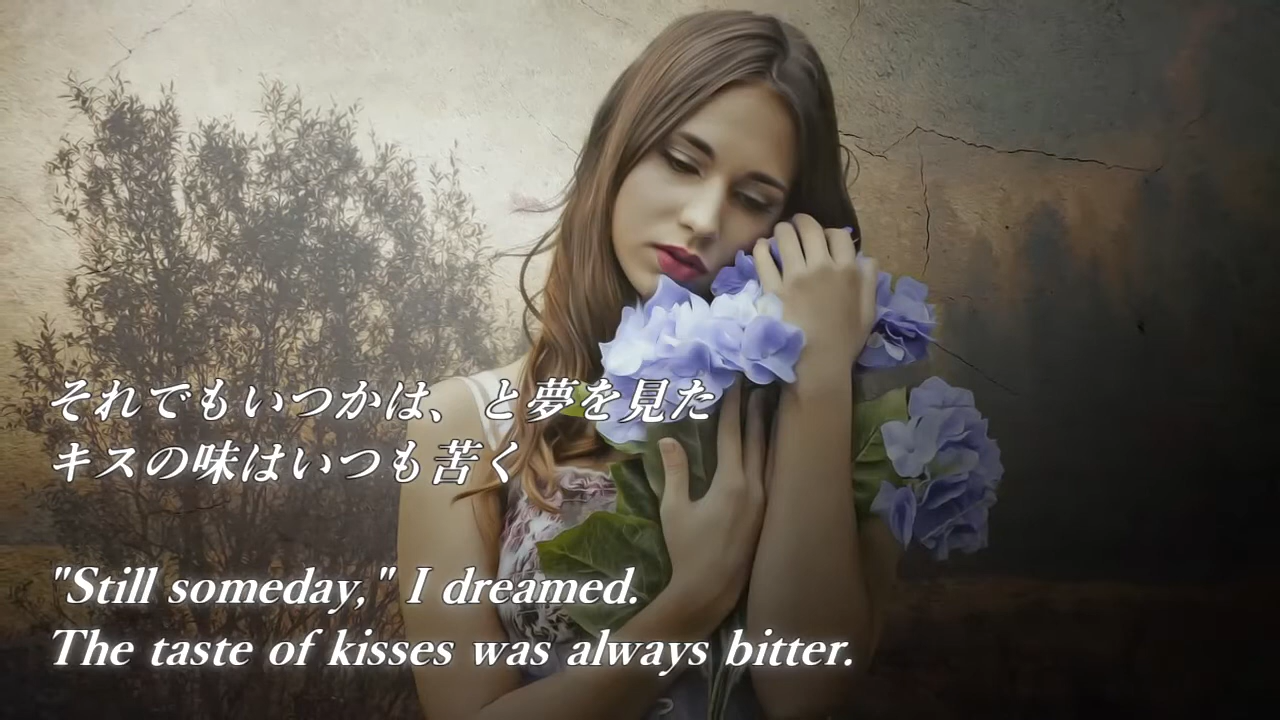 それでもいつかは、と夢を見た
キスの味はいつも苦く
"Still someday," I dreamed.
The taste of kisses was always bitter.